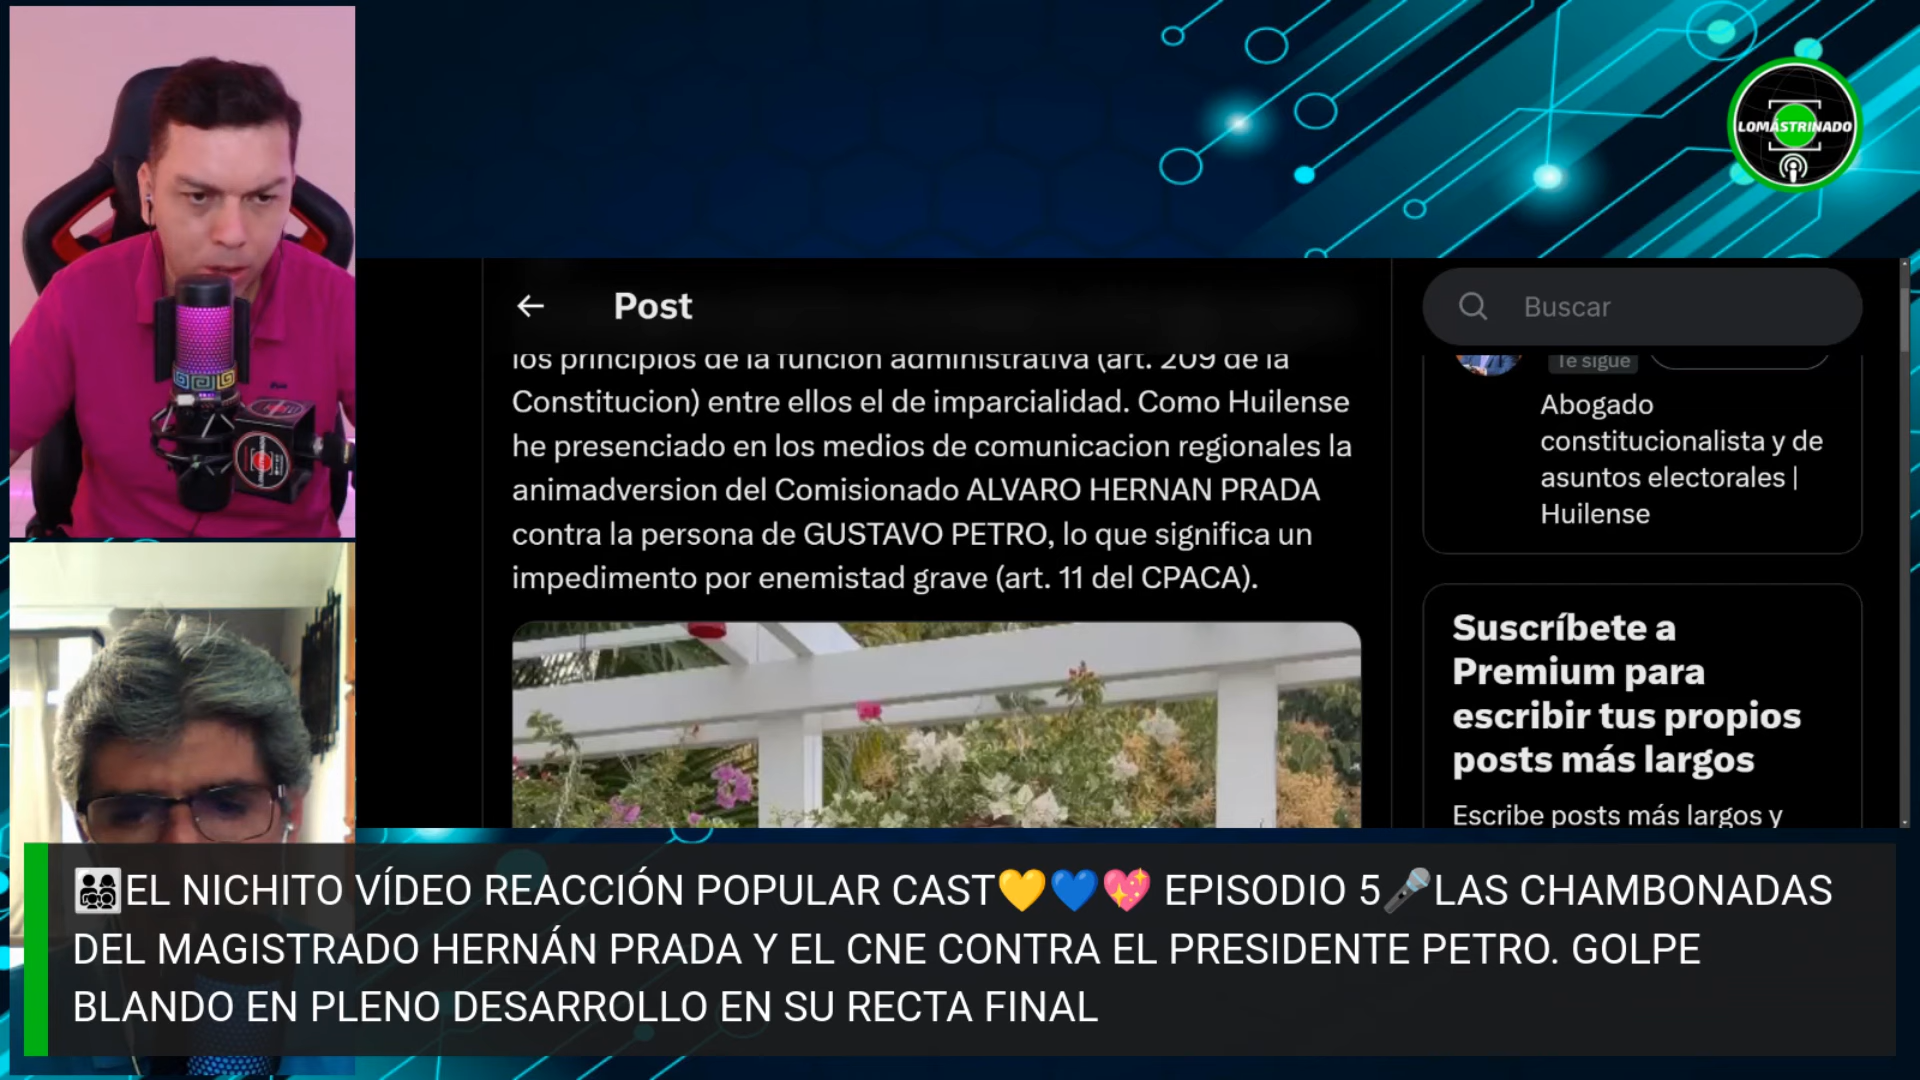 LOMÁSTRINADO
Post
Buscar
los principios de la función administrativa (art. 209 de la
Constitucion) entre ellos el de imparcialidad. Como Huilense
he presenciado en los medios de comunicacion regionales la
animadversion del Comisionado ALVARO HERNAN PRADA
contra la persona de GUSTAVO PETRO, lo que significa un
impedimento por enemistad grave (art. 11 del CPACA).
Te sigue
Abogado
constitucionalista y de
asuntos electorales |
Huilense
Suscríbete a
Premium para
escribir tus propios
posts más largos
Escribe posts más largos y
EL NICHITO VÍDEO REACCIÓN POPULAR CAST💛💙💖 EPISODIO 5🎤LAS CHAMBONADAS
DEL MAGISTRADO HERNÁN PRADA Y EL CNE CONTRA EL PRESIDENTE PETRO. GOLPE
BLANDO EN PLENO DESARROLLO EN SU RECTA FINAL